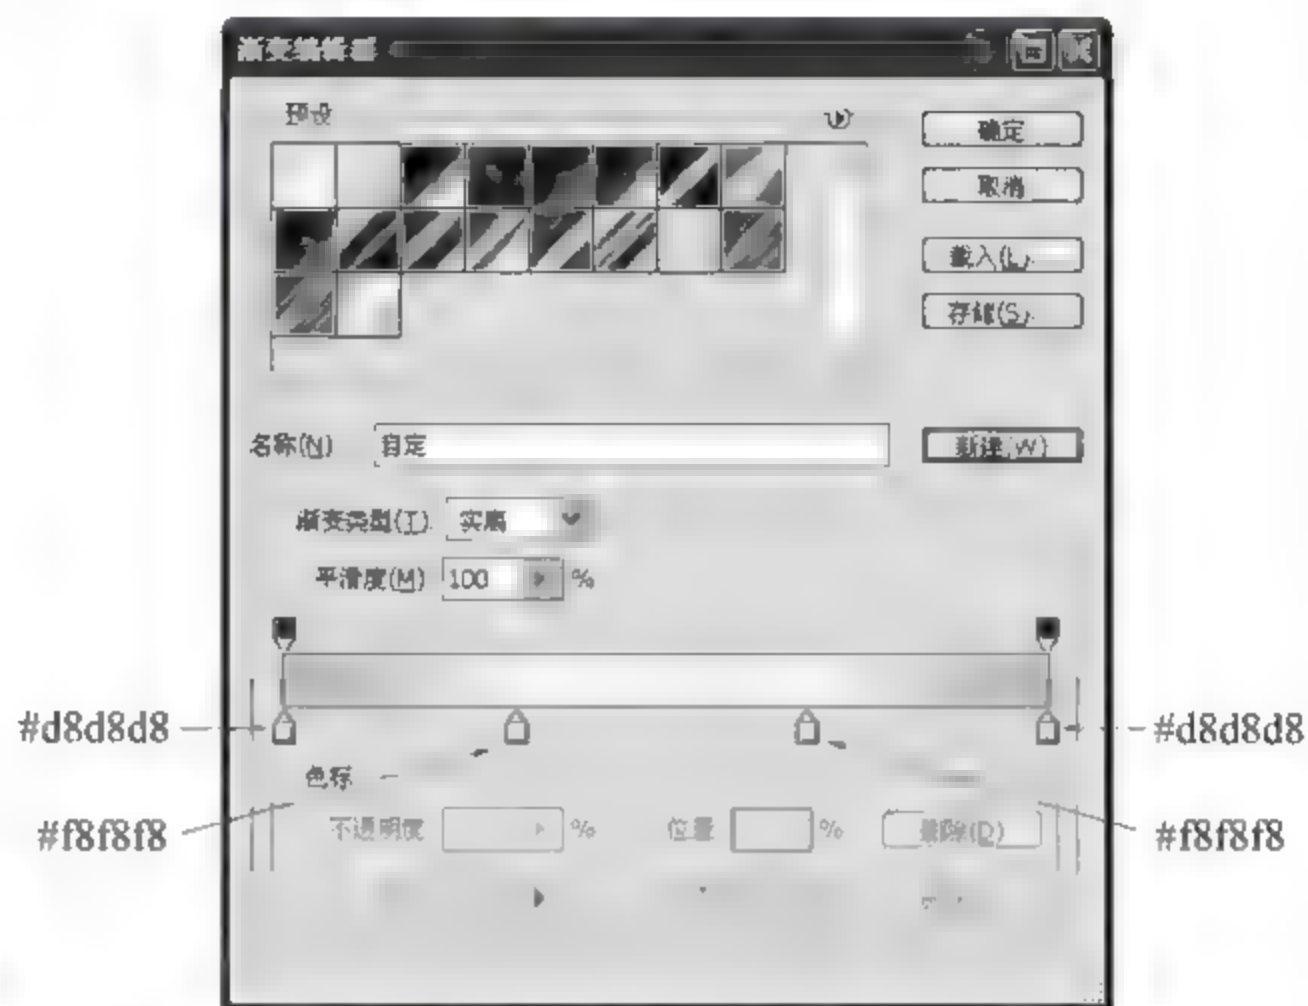 渐变编辑器
预设
确定
取消
载入(L)
存储(S)
名称(N) 自定 新建(W)
渐变类型(T) 实底
平滑度(M) 100 %
#d8d8d8 #d8d8d8
色标
#f8f8f8 不透明度 % 位置 % 删除(D) #f8f8f8